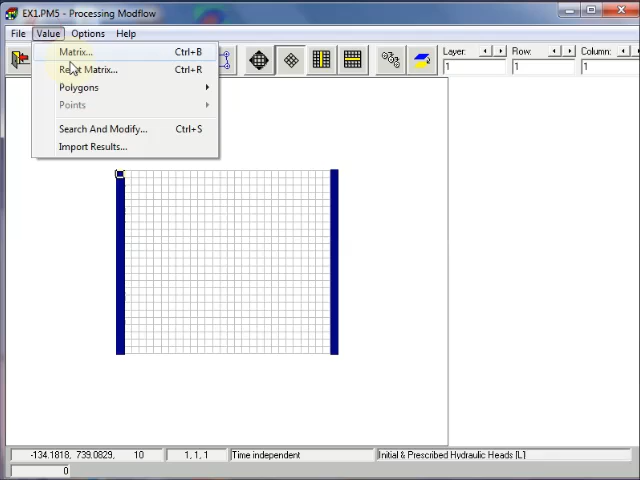 EX1.PM5 - Processing Modflow
File Value Options Help
Matrix... Ctrl+B
Reset Matrix... Ctrl+R
Polygons
Points
Search And Modify... Ctrl+S
Import Results...
Layer: Row: Column:
1 1 1
-134.1818, 739.0829, 10 1, 1, 1 Time independent Initial & Prescribed Hydraulic Heads [L]
0